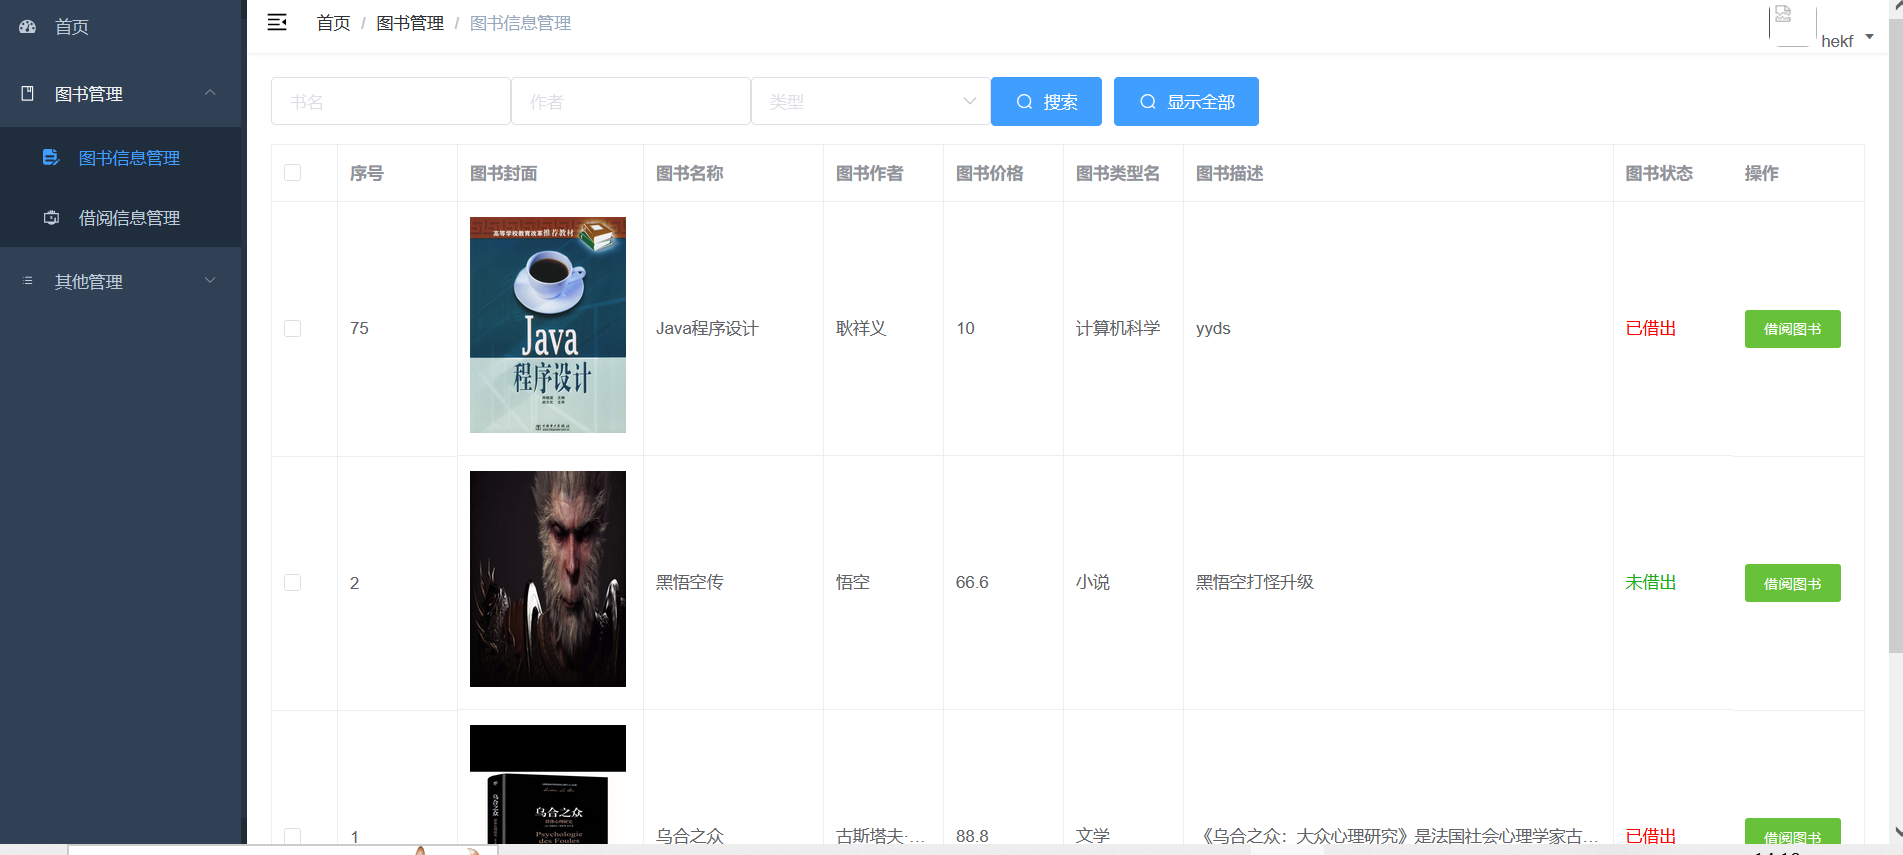 首页
图书管理
图书信息管理
借阅信息管理
其他管理
首页 / 图书管理 / 图书信息管理
hekf
书名 作者 类型 搜索 显示全部
序号 图书封面 图书名称 图书作者 图书价格 图书类型名 图书描述 图书状态 操作
高等学校教育改革推荐教材
Java
程序设计
75 Java程序设计 耿祥义 10 计算机科学 yyds 已借出 借阅图书
2 黑悟空传 悟空 66.6 小说 黑悟空打怪升级 未借出 借阅图书
乌合之众
乌合之众
Psychologie
des Foules
1 乌合之众 古斯塔夫·... 88.8 文学 《乌合之众：大众心理研究》是法国社会心理学家古... 已借出 借阅图书